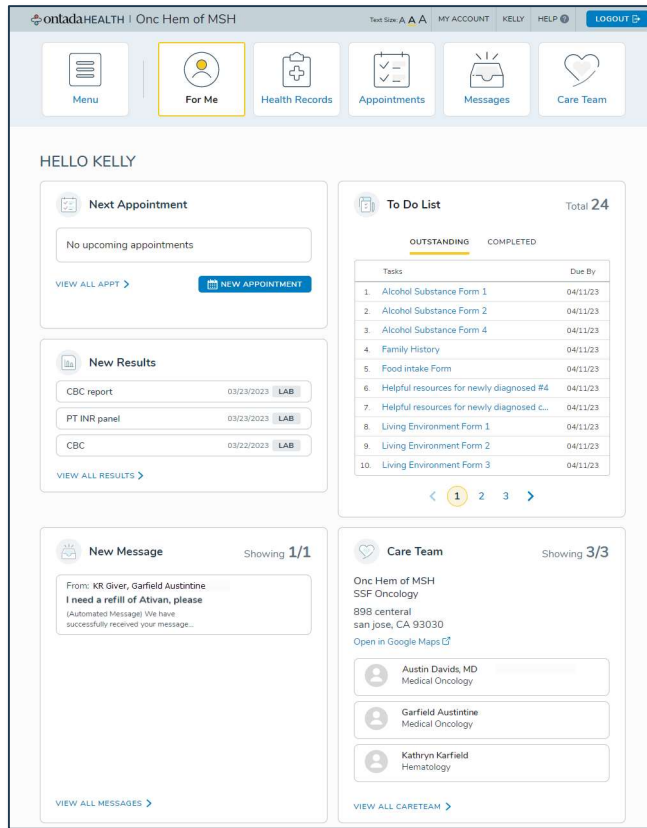 ontada HEALTH | Onc Hem of MSH
Text Size: A A A MY ACCOUNT KELLY HELP ? LOGOUT
Menu For Me Health Records Appointments Messages Care Team
HELLO KELLY
Next Appointment
No upcoming appointments
VIEW ALL APPT > NEW APPOINTMENT
New Results
CBC report 03/23/2023 LAB
PT INR panel 03/23/2023 LAB
CBC 03/22/2023 LAB
VIEW ALL RESULTS >
To Do List Total 24
OUTSTANDING COMPLETED
Tasks Due By
1. Alcohol Substance Form 1 04/11/23
2. Alcohol Substance Form 2 04/11/23
3. Alcohol Substance Form 4 04/11/23
4. Family History 04/11/23
5. Food intake Form 04/11/23
6. Helpful resources for newly diagnosed #4 04/11/23
7. Helpful resources for newly diagnosed c... 04/11/23
8. Living Environment Form 1 04/11/23
9. Living Environment Form 2 04/11/23
10. Living Environment Form 3 04/11/23
< 1 2 3 >
New Message Showing 1/1
From: KR Giver, Garfield Austintine
I need a refill of Ativan, please
(Automated Message) We have
successfully received your message...
VIEW ALL MESSAGES >
Care Team Showing 3/3
Onc Hem of MSH
SSF Oncology
898 centeral
san jose, CA 93030
Open in Google Maps
Austin Davids, MD
Medical Oncology
Garfield Austintine
Medical Oncology
Kathryn Karfield
Hematology
VIEW ALL CARETEAM >